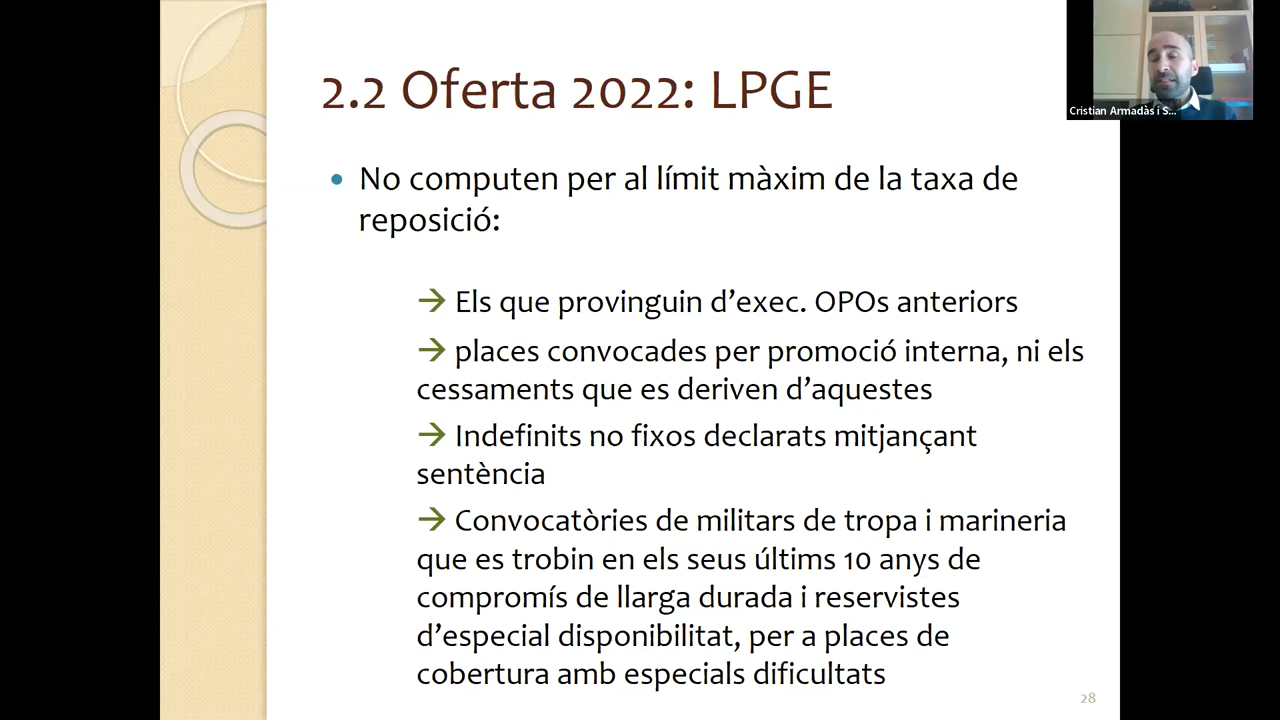 2.2 Oferta 2022: LPGE
Cristian Armadàs i S...
• No computen per al límit màxim de la taxa de
reposició:
→ Els que provinguin d’exec. OPOs anteriors
→ places convocades per promoció interna, ni els
cessaments que es deriven d’aquestes
→ Indefinits no fixos declarats mitjançant
sentència
→ Convocatòries de militars de tropa i marineria
que es trobin en els seus últims 10 anys de
compromís de llarga durada i reservistes
d’especial disponibilitat, per a places de
cobertura amb especials dificultats
28